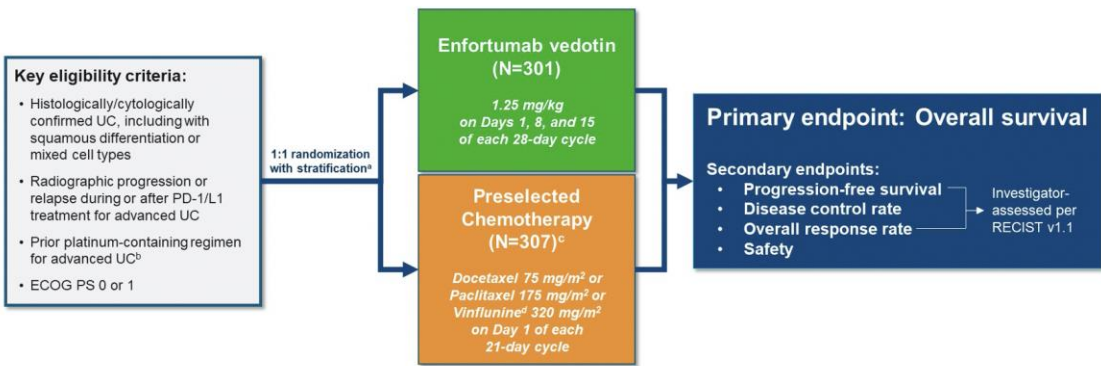 Key eligibility criteria:
• Histologically/cytologically
confirmed UC, including with
squamous differentiation or
mixed cell types
• Radiographic progression or
relapse during or after PD-1/L1
treatment for advanced UC
• Prior platinum-containing regimen
for advanced UCᵇ
• ECOG PS 0 or 1
1:1 randomization
with stratificationᵃ
Enfortumab vedotin
(N=301)
1.25 mg/kg
on Days 1, 8, and 15
of each 28-day cycle
Preselected
Chemotherapy
(N=307)ᶜ
Docetaxel 75 mg/m² or
Paclitaxel 175 mg/m² or
Vinflunineᵈ 320 mg/m²
on Day 1 of each
21-day cycle
Primary endpoint: Overall survival
Secondary endpoints:
• Progression-free survival
• Disease control rate
• Overall response rate
• Safety
Investigator-
assessed per
RECIST v1.1